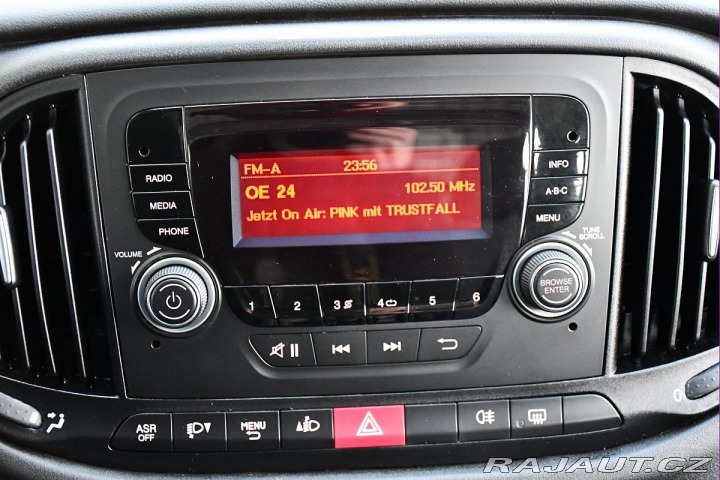 FM-A 23:56
OE 24 102.50 MHz
Jetzt On Air: PINK mit TRUSTFALL
RADIO
MEDIA
PHONE
VOLUME
INFO
A-B-C
MENU
TUNE
SCROLL
BROWSE
ENTER
1 2 3 4 5 6
ASR
OFF
MENU
0
RAJAUT.CZ